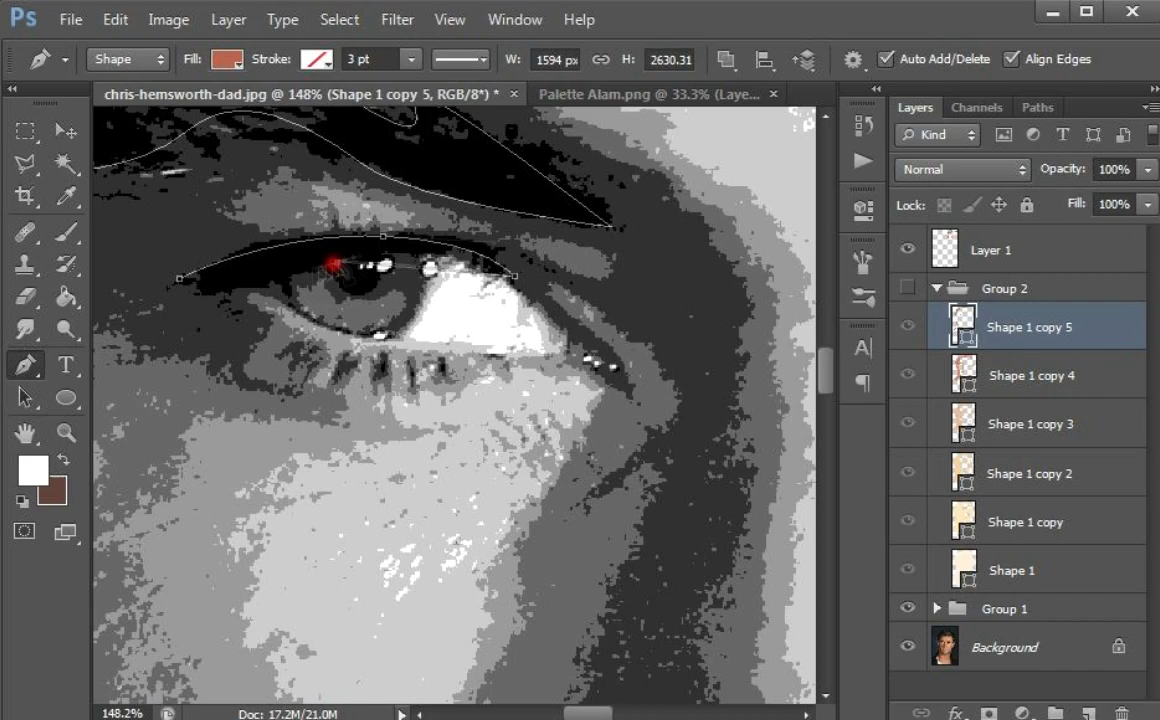 Ps File Edit Image Layer Type Select Filter View Window Help
Shape Fill: Stroke: 3 pt W: 1594 px H: 2630.31 Auto Add/Delete Align Edges
chris-hemsworth-dad.jpg @ 148% (Shape 1 copy 5, RGB/8*) * × Palette Alam.png @ 33.3% (Laye... ×
Layers Channels Paths
Kind
Normal Opacity: 100%
Lock: Fill: 100%
Layer 1
Group 2
Shape 1 copy 5
Shape 1 copy 4
Shape 1 copy 3
Shape 1 copy 2
Shape 1 copy
Shape 1
Group 1
Background
148.2% Doc: 17.2M/21.0M